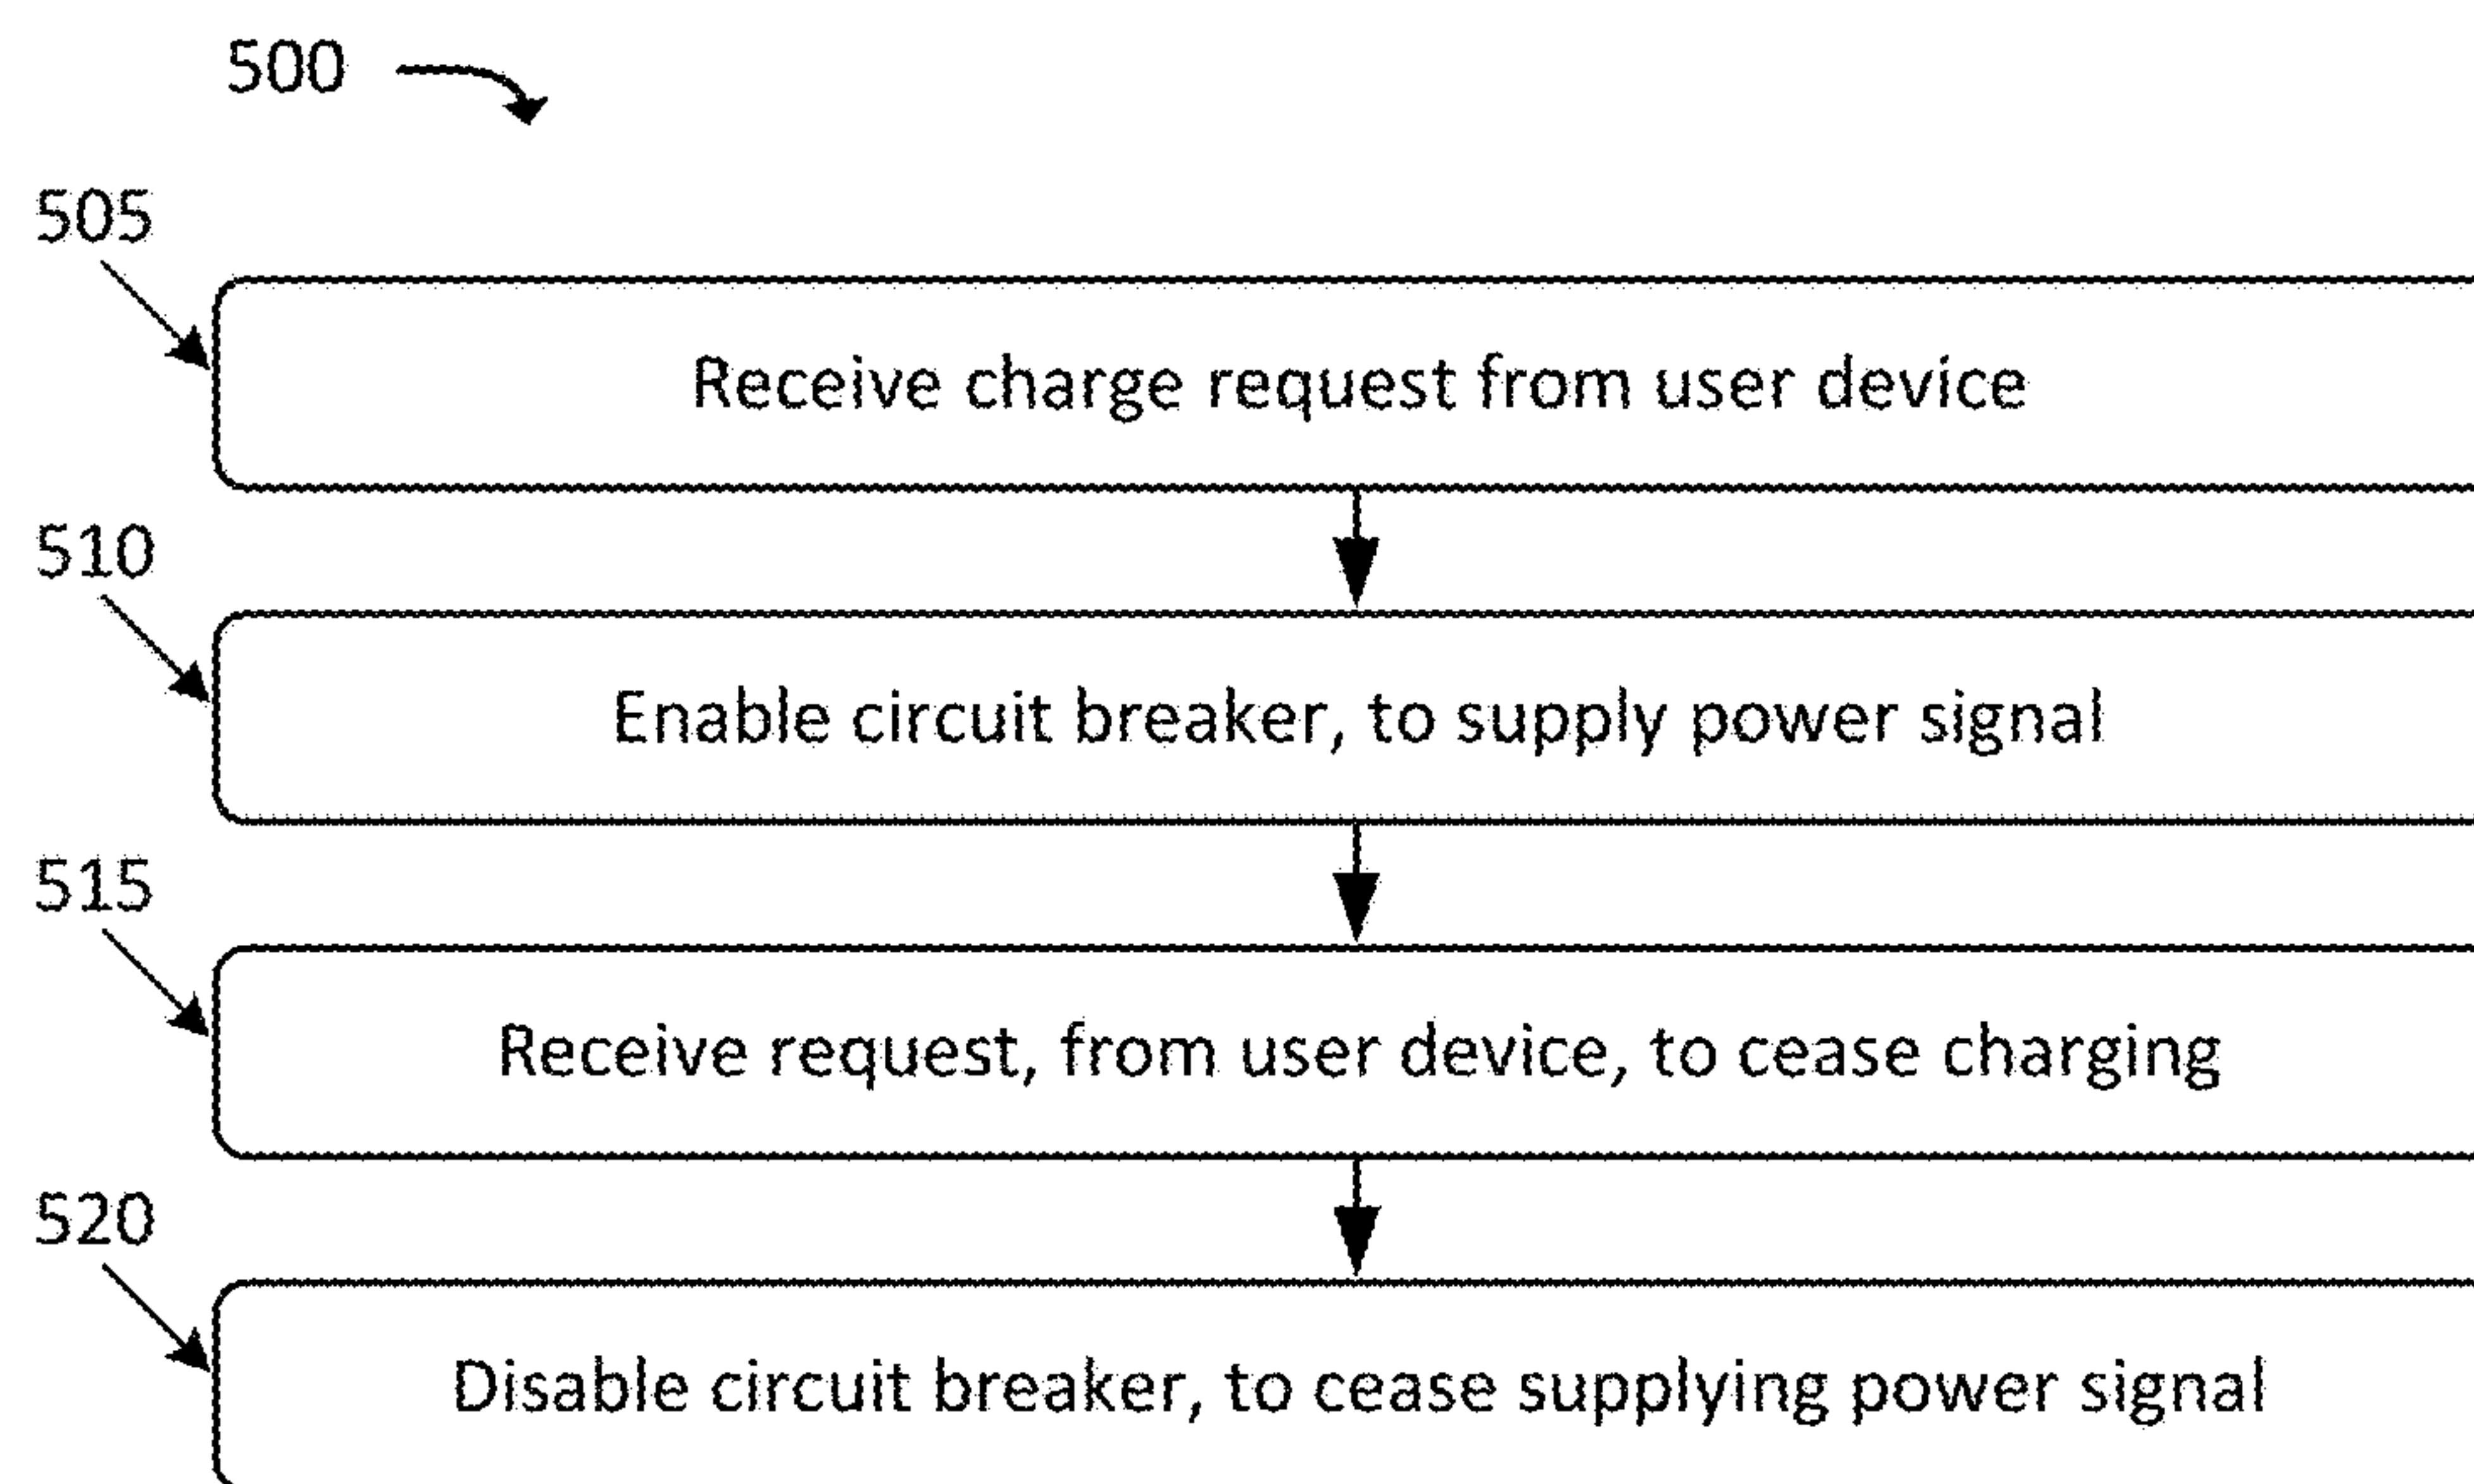 500
505
Receive charge request from user device
510
Enable circuit breaker, to supply power signal
515
Receive request, from user device, to cease charging
520
Disable circuit breaker, to cease supplying power signal